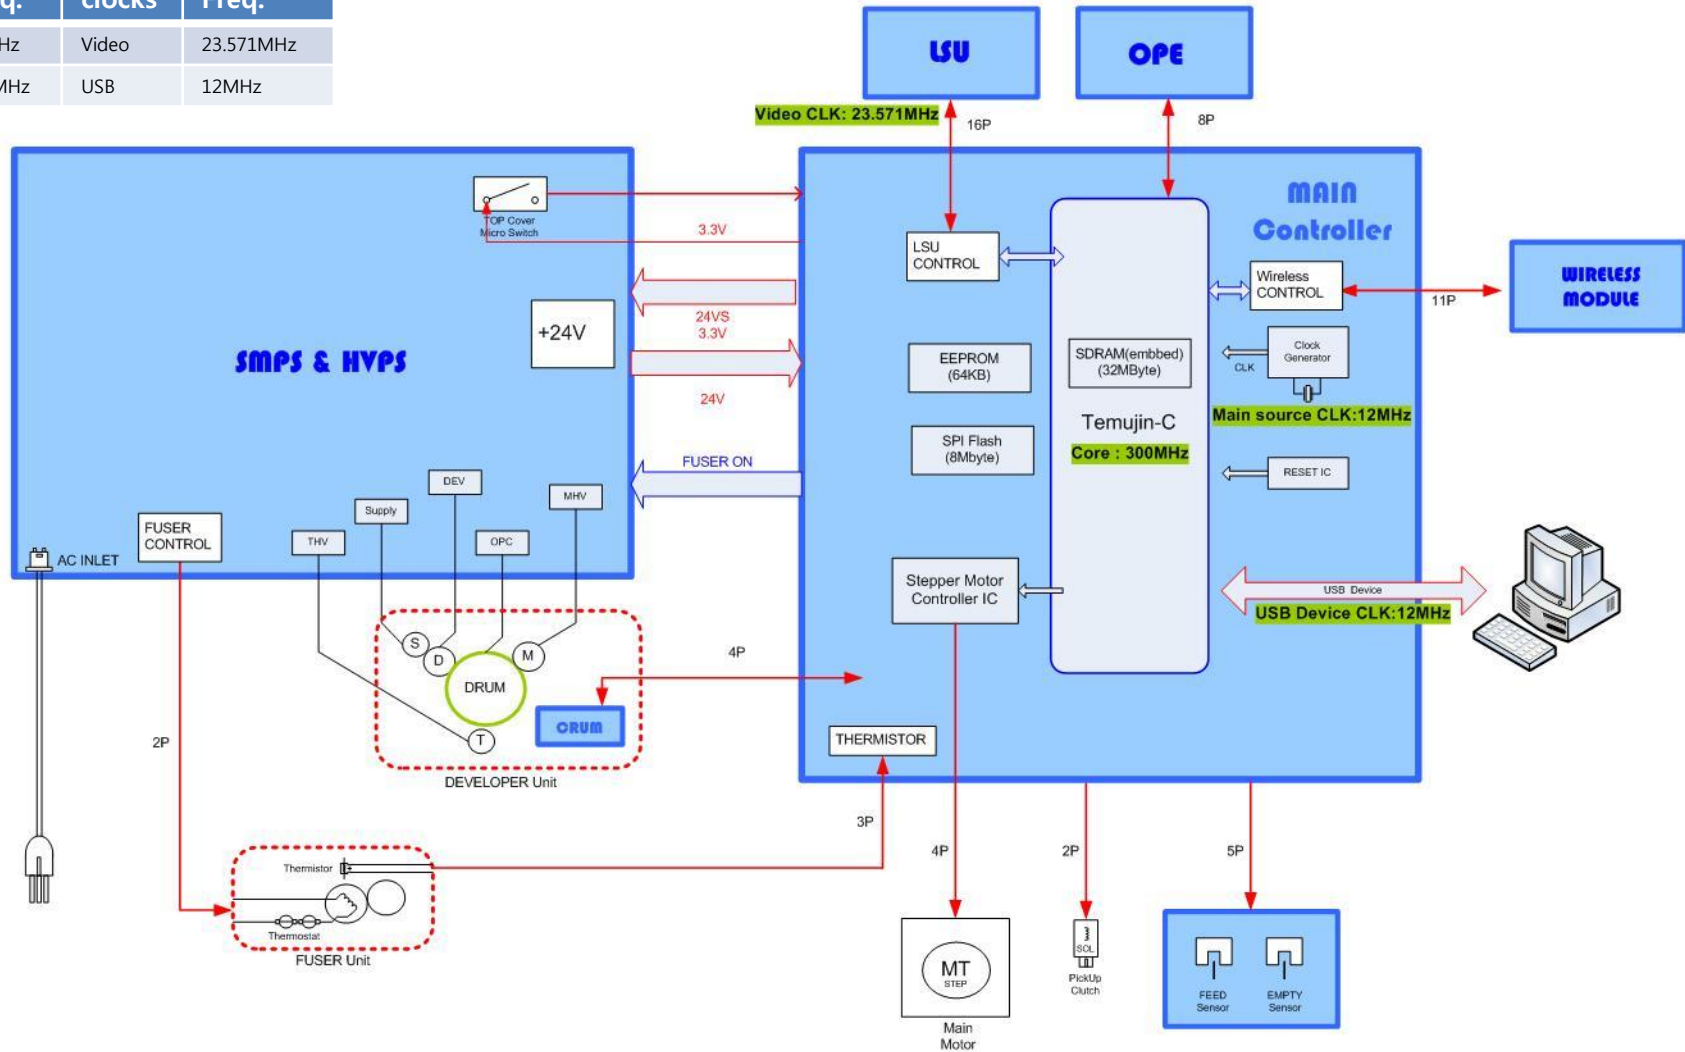 clocks
Freq.
Video
23.571MHz
USB
12MHz
LSU
OPE
Video CLK: 23.571MHz
16P
8P
TOP Cover
Micro Switch
3.3V
24VS
3.3V
24V
+24V
SMPS & HVPS
FUSER ON
DEV
MHV
Supply
THV
OPC
FUSER
CONTROL
AC INLET
MAIN
Controller
LSU
CONTROL
Wireless
CONTROL
11P
WIRELESS
MODULE
EEPROM
(64KB)
SDRAM(embbed)
(32MByte)
Clock
Generator
CLK
Main source CLK:12MHz
Temujin-C
Core : 300MHz
SPI Flash
(8Mbyte)
RESET IC
Stepper Motor
Controller IC
USB Device
USB Device CLK:12MHz
S
D
M
DRUM
T
CRUM
4P
DEVELOPER Unit
2P
THERMISTOR
3P
4P
2P
5P
Thermistor
Thermostat
FUSER Unit
MT
STEP
Main
Motor
SOL
PickUp
Clutch
FEED
Sensor
EMPTY
Sensor